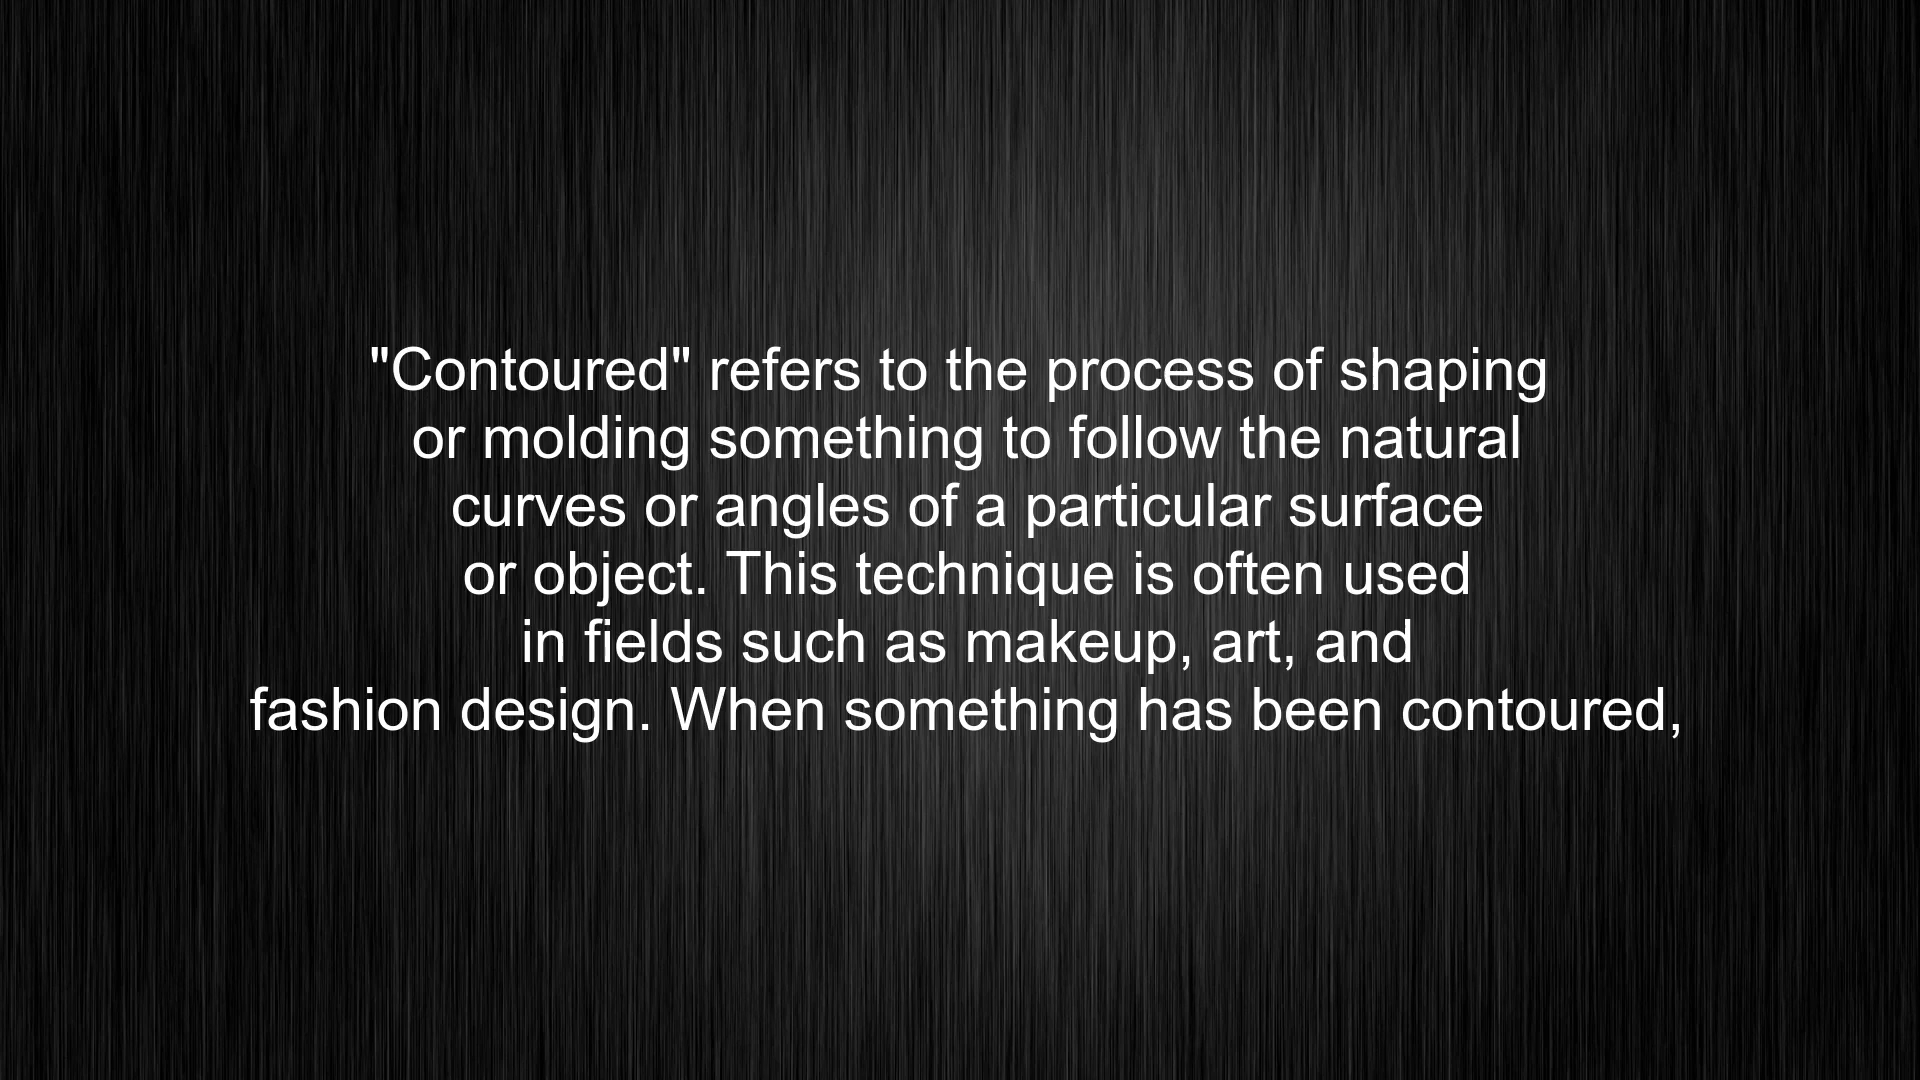 "Contoured" refers to the process of shaping
or molding something to follow the natural
curves or angles of a particular surface
or object. This technique is often used
in fields such as makeup, art, and
fashion design. When something has been contoured,